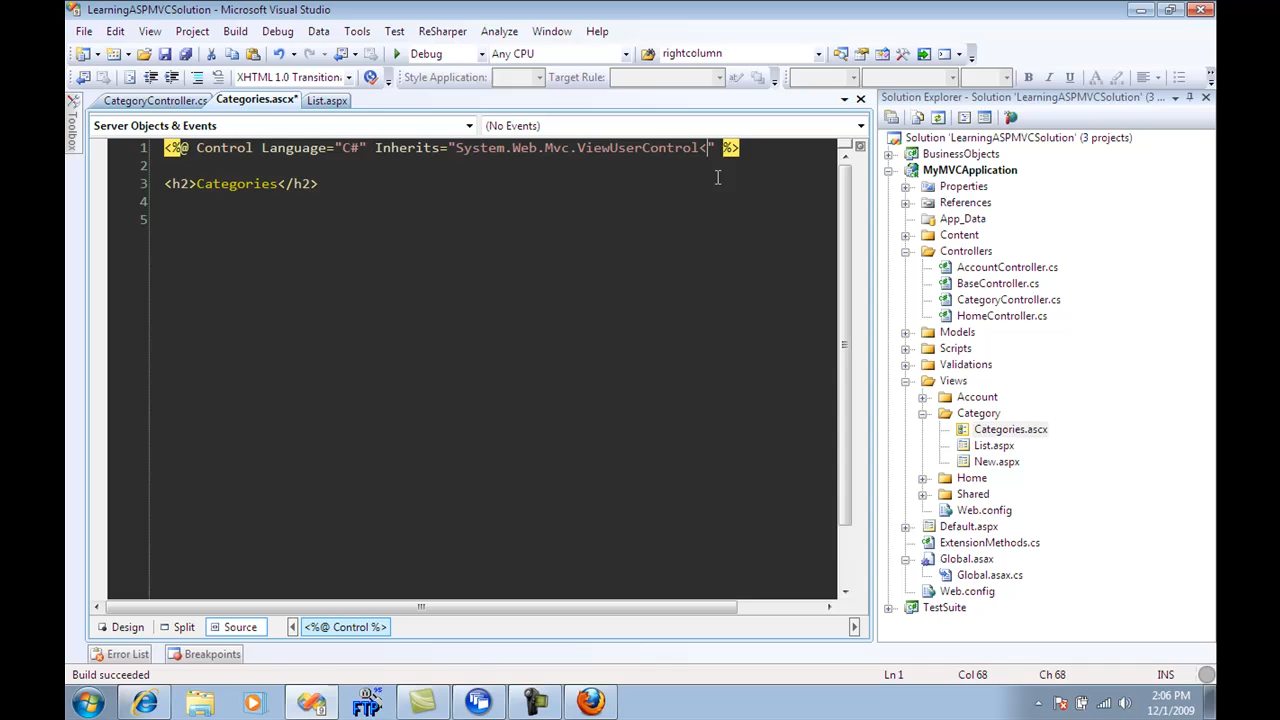 LearningASPMVCSolution - Microsoft Visual Studio
File Edit View Project Build Debug Data Tools Test ReSharper Analyze Window Help
Debug Any CPU rightcolumn
XHTML 1.0 Transition Style Application: Target Rule: B I U A
Toolbox
CategoryController.cs Categories.ascx* List.aspx
Server Objects & Events (No Events)
1 <%@ Control Language="C#" Inherits="System.Web.Mvc.ViewUserControl<" %>
2
3 <h2>Categories</h2>
4
5
Design Split Source <%@ Control %>
Error List Breakpoints
Solution Explorer - Solution 'LearningASPMVCSolution' (3 ...
Solution 'LearningASPMVCSolution' (3 projects)
BusinessObjects
MyMVCApplication
Properties
References
App_Data
Content
Controllers
AccountController.cs
BaseController.cs
CategoryController.cs
HomeController.cs
Models
Scripts
Validations
Views
Account
Category
Categories.ascx
List.aspx
New.aspx
Home
Shared
Web.config
Default.aspx
ExtensionMethods.cs
Global.asax
Global.asax.cs
Web.config
TestSuite
Build succeeded Ln 1 Col 68 Ch 68 INS
FTP
2:06 PM
12/1/2009